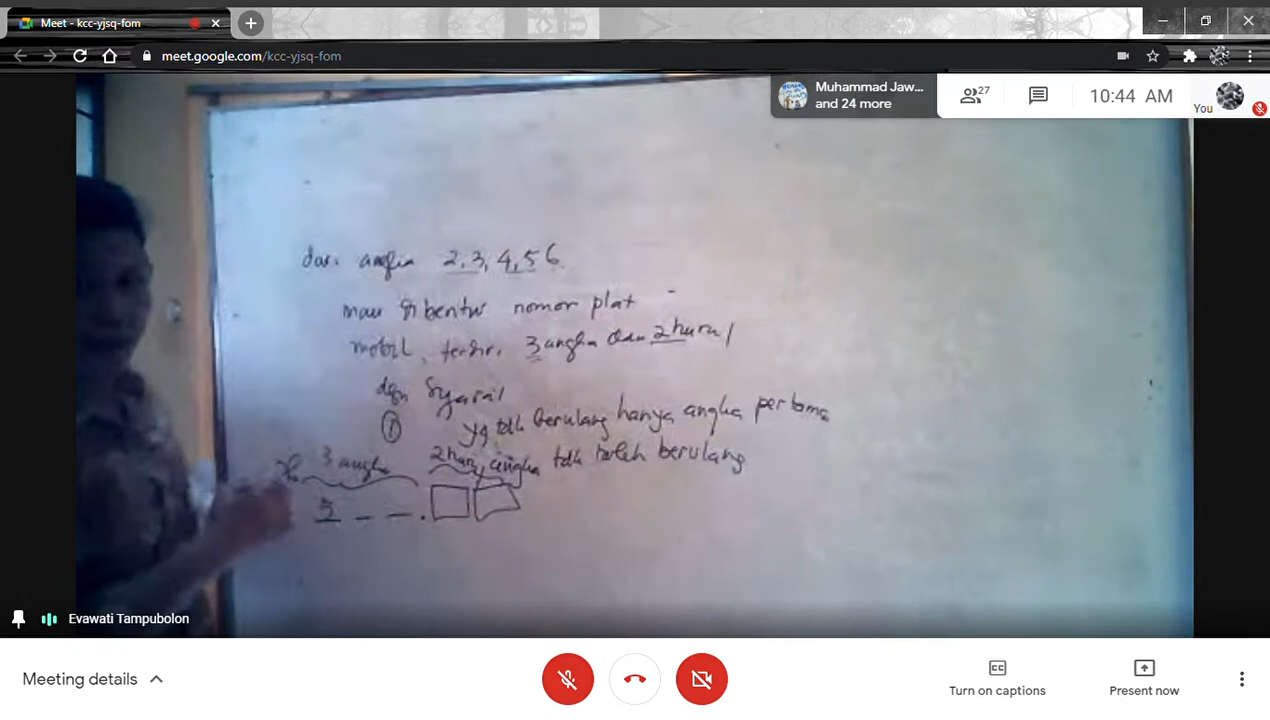 Meet - kcc-yjsq-fom
meet.google.com/kcc-yjsq-fom
Muhammad Jaw...
and 24 more
27
10:44 AM
You
dari angka 2, 3, 4, 5 6
mau dibentuk nomor plat
mobil, terdiri 3 angka dan 2 huruf
dgn Syarat
1 yg tdk berulang hanya angka pertama
3 angka 2 huruf angka tdk boleh berulang
5 _ _ .
Evawati Tampubolon
Meeting details
Turn on captions
Present now